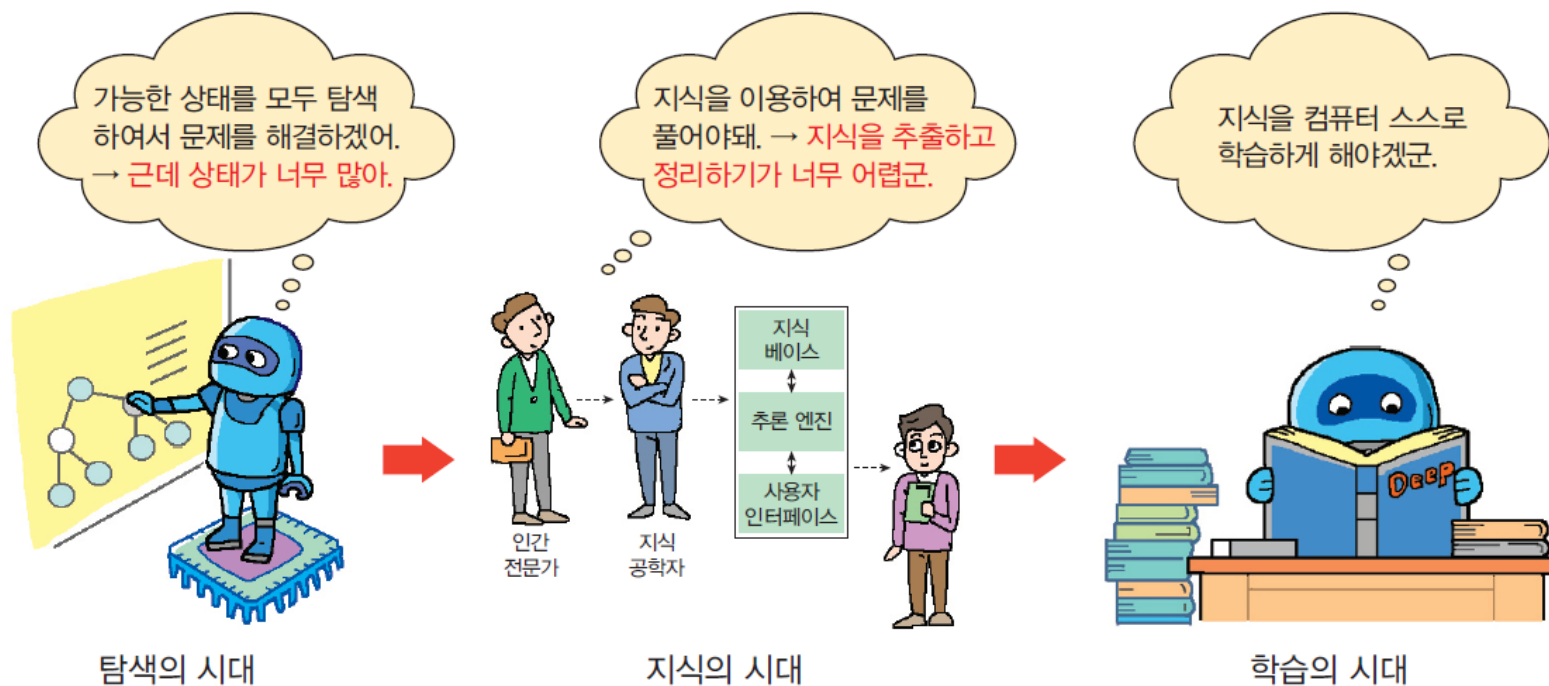 가능한 상태를 모두 탐색
하여서 문제를 해결하겠어.
→ 근데 상태가 너무 많아.
지식을 이용하여 문제를
풀어야돼. → 지식을 추출하고
정리하기가 너무 어렵군.
지식을 컴퓨터 스스로
학습하게 해야겠군.
지식
베이스
추론 엔진
사용자
인터페이스
인간
전문가
지식
공학자
Deep
탐색의 시대
지식의 시대
학습의 시대